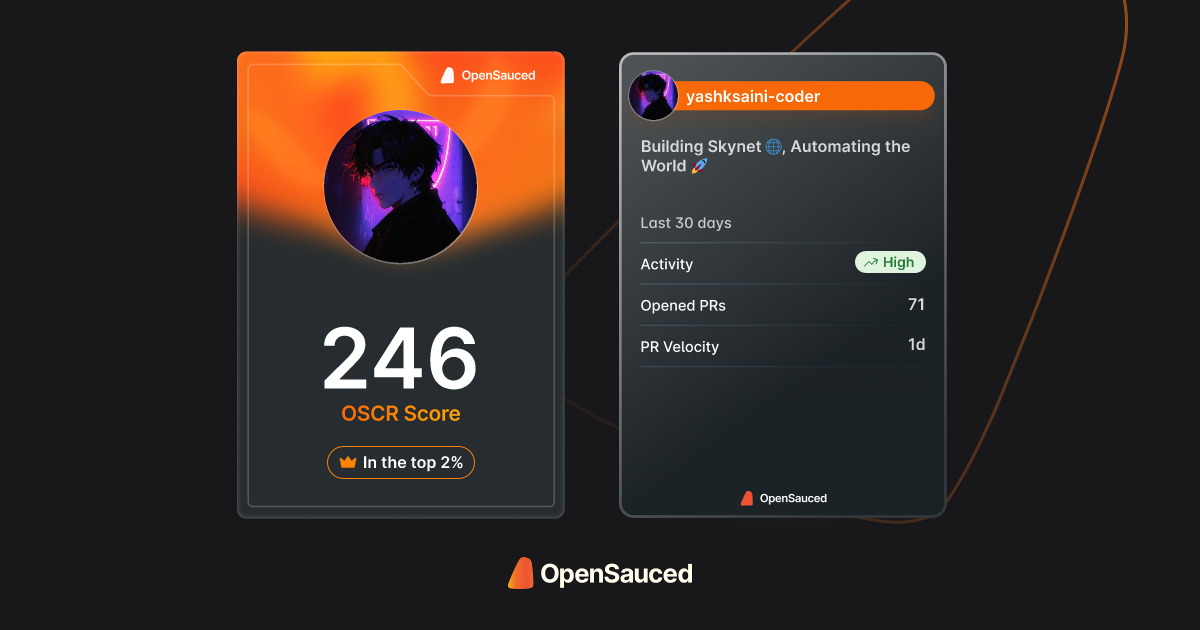 OpenSauced
246
OSCR Score
In the top 2%
yashksaini-coder
Building Skynet 🌐, Automating the
World 🚀
Last 30 days
Activity High
Opened PRs 71
PR Velocity 1d
OpenSauced
OpenSauced